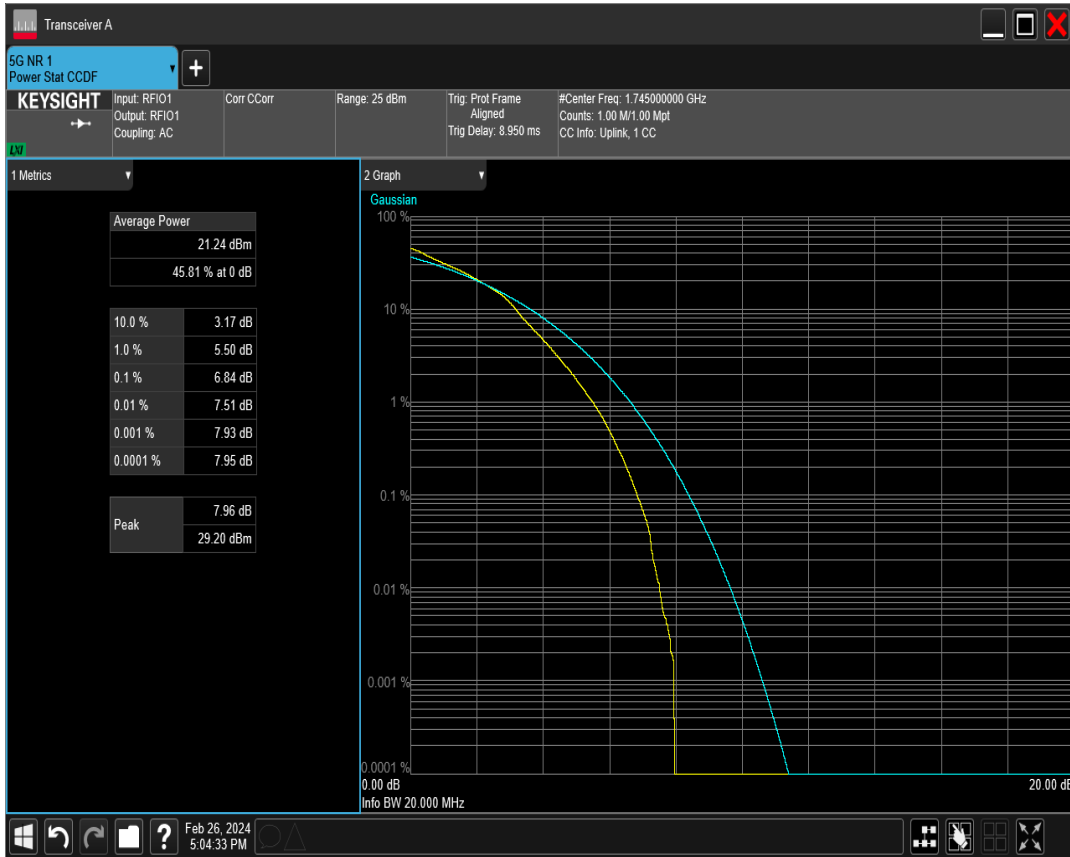 Transceiver A
5G NR 1
Power Stat CCDF
KEYSIGHT
LXI
Input: RFIO1
Output: RFIO1
Coupling: AC
Corr CCorr
Range: 25 dBm
Trig: Prot Frame
Aligned
Trig Delay: 8.950 ms
#Center Freq: 1.745000000 GHz
Counts: 1.00 M/1.00 Mpt
CC Info: Uplink, 1 CC
1 Metrics
Average Power
21.24 dBm
45.81 % at 0 dB
10.0 % 3.17 dB
1.0 % 5.50 dB
0.1 % 6.84 dB
0.01 % 7.51 dB
0.001 % 7.93 dB
0.0001 % 7.95 dB
Peak
7.96 dB
29.20 dBm
2 Graph
Gaussian
100 %
10 %
1 %
0.1 %
0.01 %
0.001 %
0.0001 %
0.00 dB 20.00 dB
Info BW 20.000 MHz
?
Feb 26, 2024
5:04:33 PM